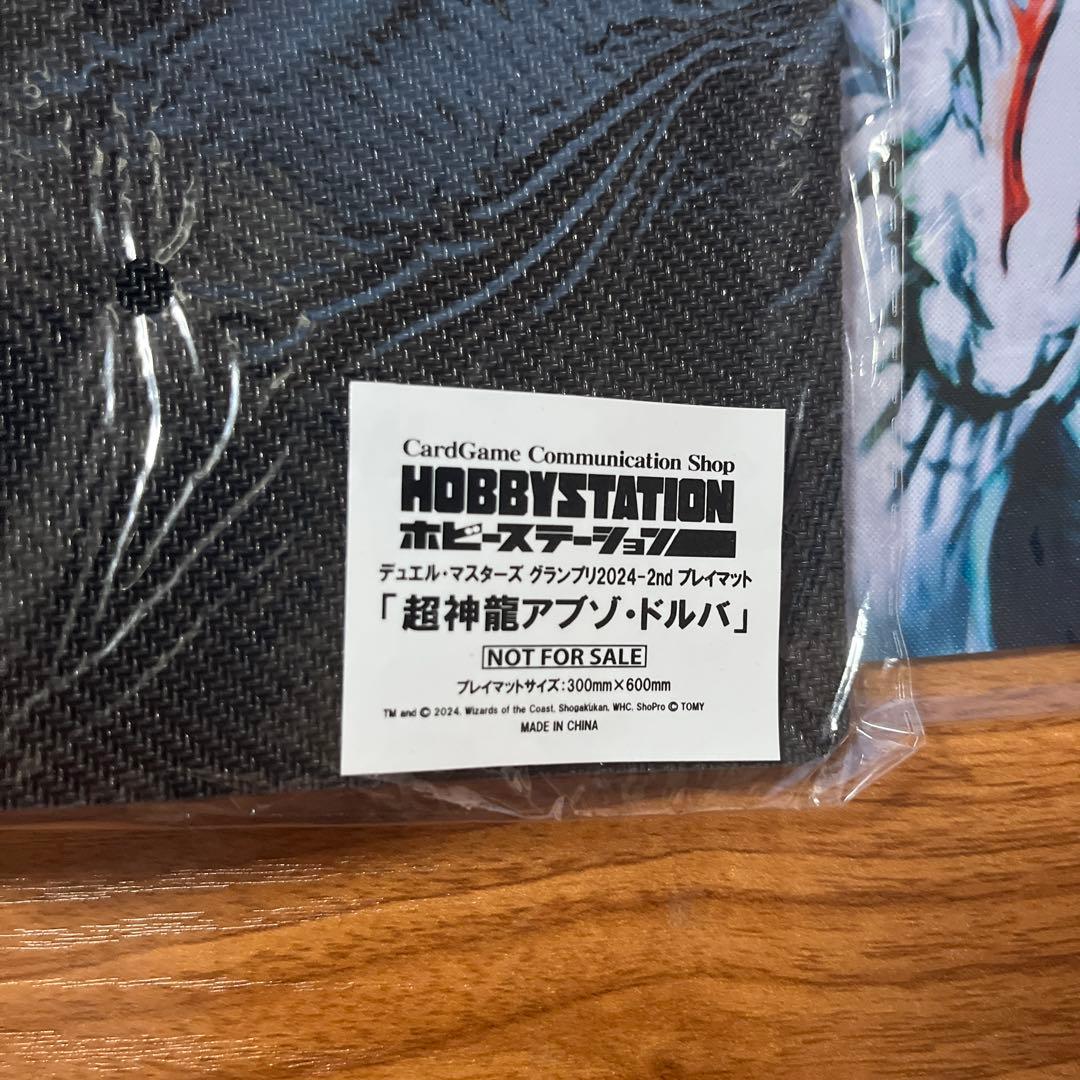 CardGame Communication Shop
HOBBYSTATION
ホビーステーション
デュエル・マスターズ グランプリ2024-2nd プレイマット
「超神龍アブゾ・ドルバ」
NOT FOR SALE
プレイマットサイズ:300mm×600mm
TM and © 2024, Wizards of the Coast, Shogakukan, WHC, ShoPro © TOMY
MADE IN CHINA